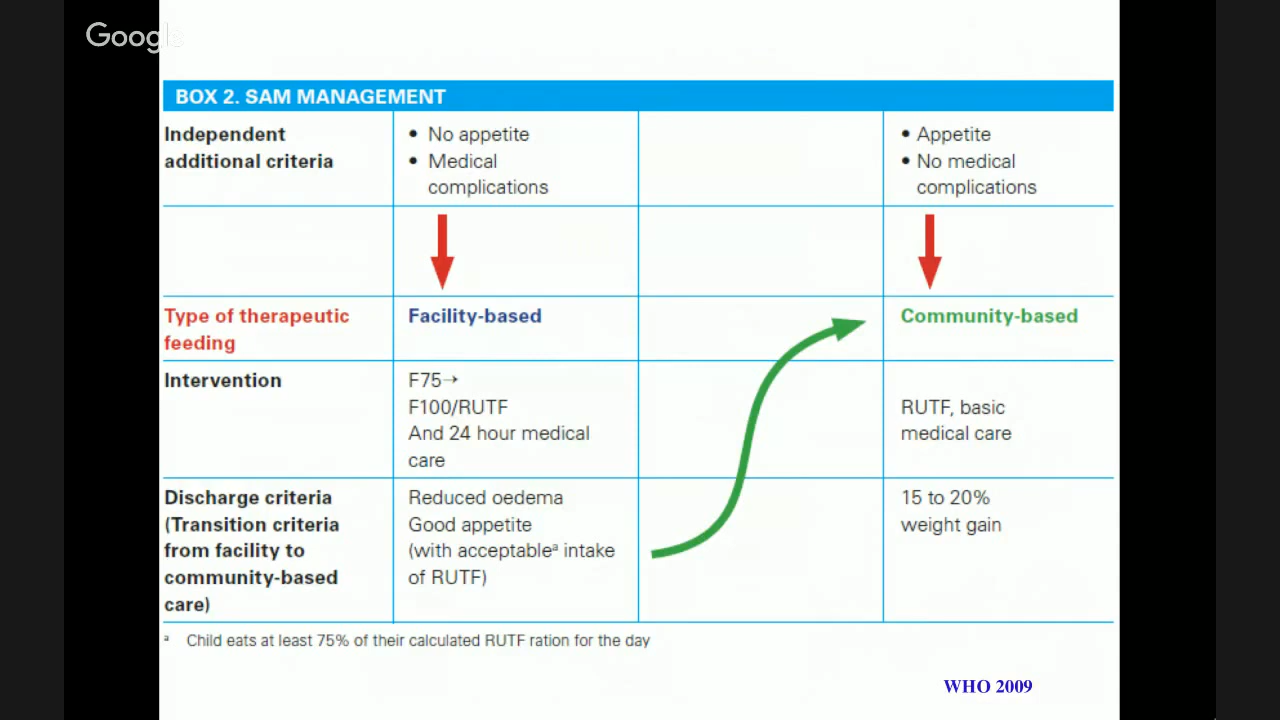 Google
BOX 2. SAM MANAGEMENT
Independent
additional criteria
• No appetite
• Medical
complications
• Appetite
• No medical
complications
Type of therapeutic
feeding
Facility-based
Community-based
Intervention
F75→
F100/RUTF
And 24 hour medical
care
RUTF, basic
medical care
Discharge criteria
(Transition criteria
from facility to
community-based
care)
Reduced oedema
Good appetite
(with acceptableᵃ intake
of RUTF)
15 to 20%
weight gain
ᵃ Child eats at least 75% of their calculated RUTF ration for the day
WHO 2009